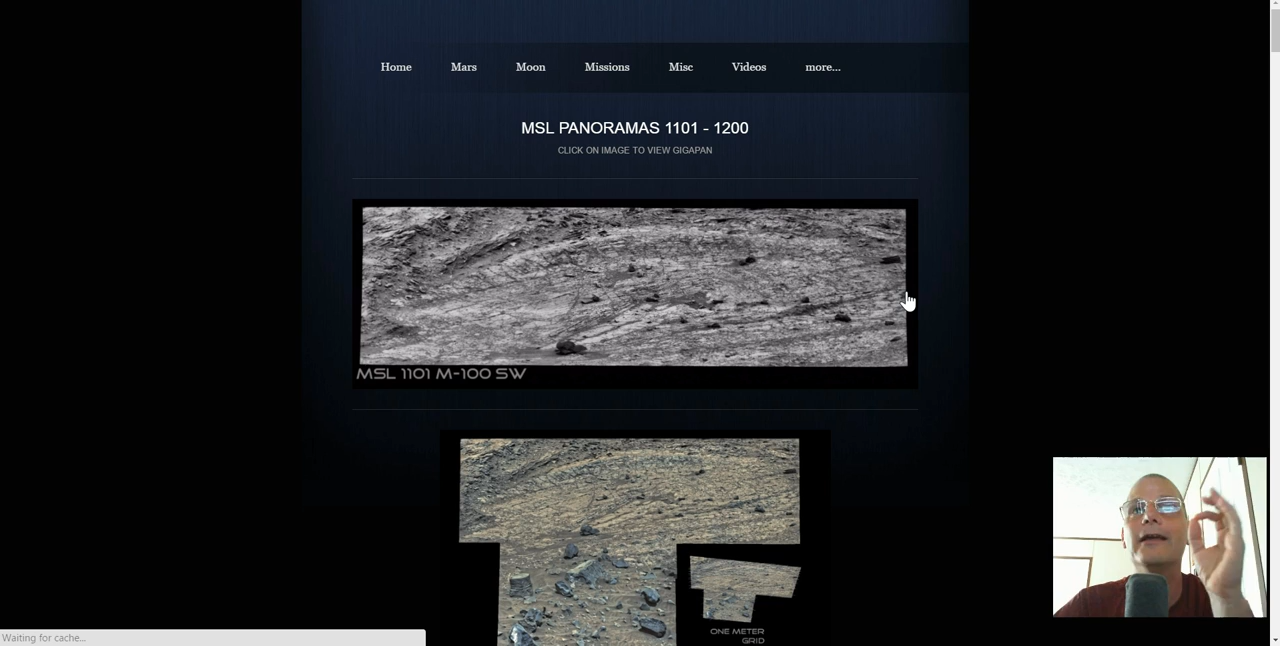 Home Mars Moon Missions Misc Videos more...
MSL PANORAMAS 1101 - 1200
CLICK ON IMAGE TO VIEW GIGAPAN
MSL 1101 M-100 SW
ONE METER
GRID
Waiting for cache...